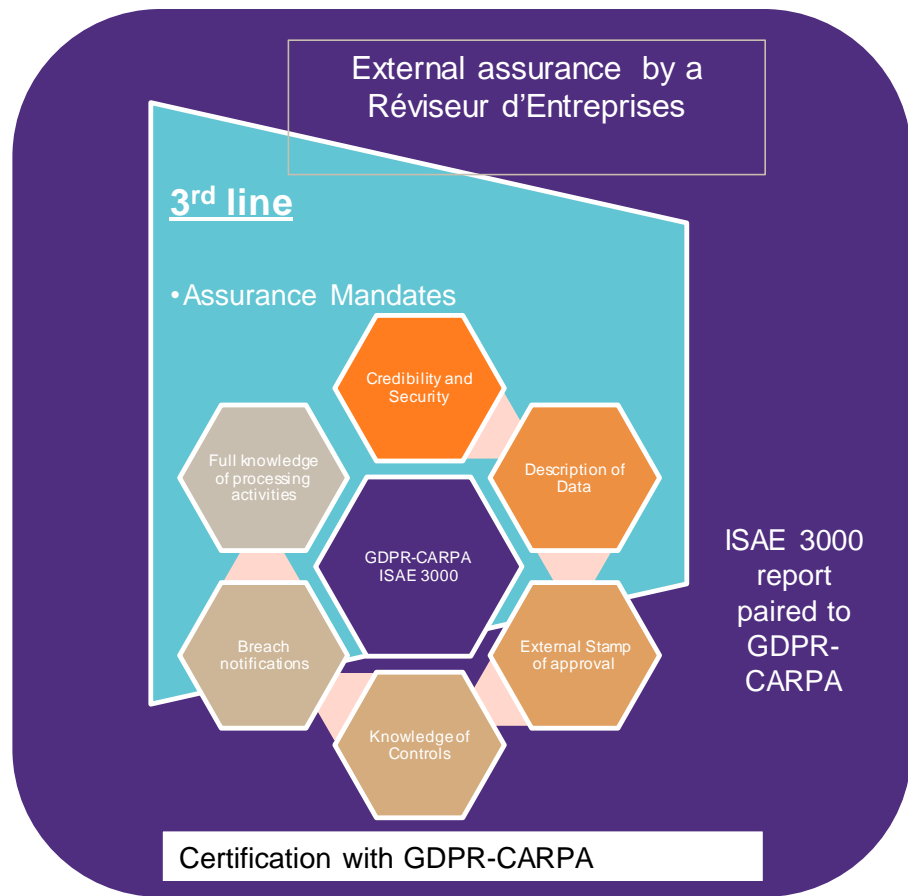 External assurance by a
Réviseur d’Entreprises
3rd line
•Assurance Mandates
Credibility and
Security
Full knowledge
of processing
activities
Description of
Data
GDPR-CARPA
ISAE 3000
ISAE 3000
report
paired to
GDPR-
CARPA
Breach
notifications
External Stamp
of approval
Knowledge of
Controls
Certification with GDPR-CARPA